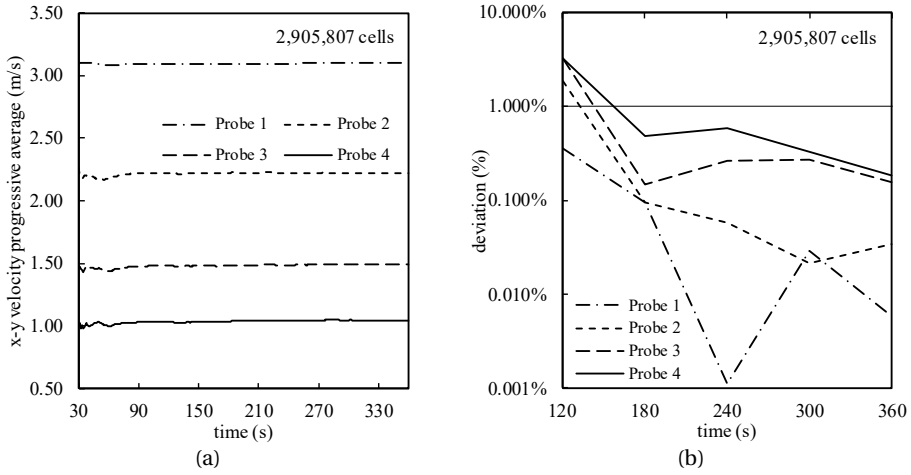 3.50
3.00
2.50
2.00
1.50
1.00
0.50
x-y velocity progressive average (m/s)
2,905,807 cells
Probe 1 Probe 2
Probe 3 Probe 4
30 90 150 210 270 330
time (s)
(a)
10.000%
1.000%
0.100%
0.010%
0.001%
deviation (%)
2,905,807 cells
Probe 1
Probe 2
Probe 3
Probe 4
120 180 240 300 360
time (s)
(b)